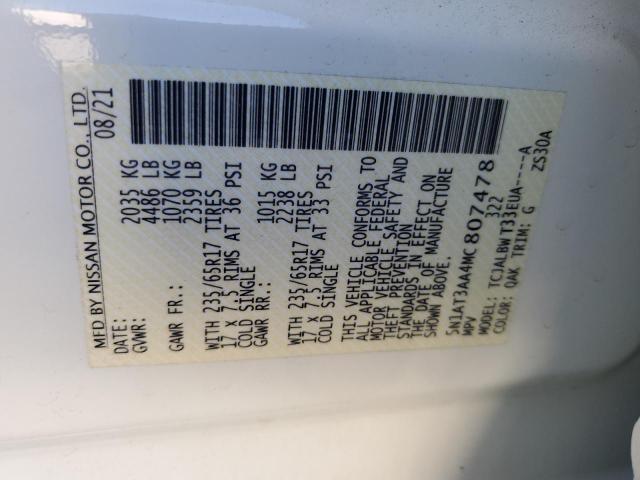 MFD BY NISSAN MOTOR CO., LTD.
DATE: 08/21
GVWR: 2035 KG
4486 LB
GAWR FR.: 1070 KG
2359 LB
WITH 235/65R17 TIRES
17 X 7.5 RIMS AT 36 PSI
COLD SINGLE
GAWR RR.: 1015 KG
2238 LB
WITH 235/65R17 TIRES
17 X 7.5 RIMS AT 33 PSI
COLD SINGLE
THIS VEHICLE CONFORMS TO
ALL APPLICABLE FEDERAL
MOTOR VEHICLE SAFETY AND
THEFT PREVENTION
STANDARDS IN EFFECT ON
THE DATE OF MANUFACTURE
SHOWN ABOVE.
5N1AT3AA4MC807478
MPV 322
MODEL: TCJALBWT33EUA----A
COLOR: QAK TRIM: G ZS30A